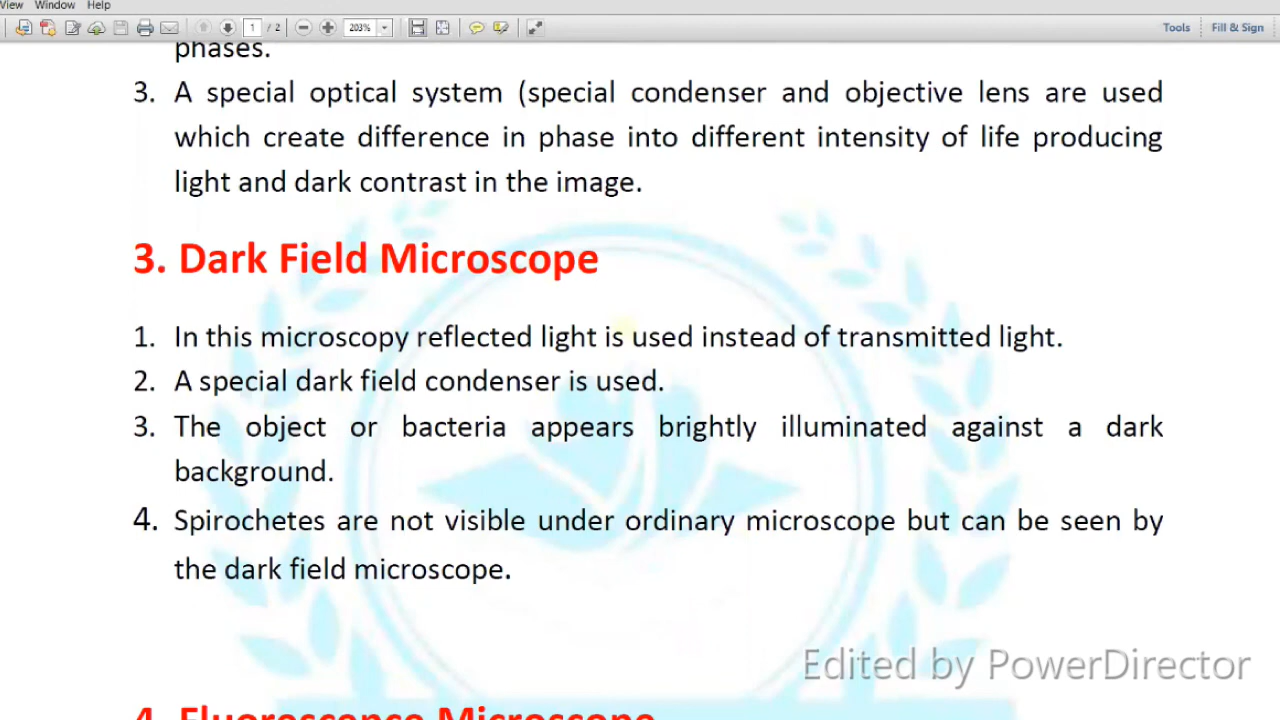 View Window Help
1 / 2 203% Tools Fill & Sign
phases.
3. A special optical system (special condenser and objective lens are used
which create difference in phase into different intensity of life producing
light and dark contrast in the image.
3. Dark Field Microscope
1. In this microscopy reflected light is used instead of transmitted light.
2. A special dark field condenser is used.
3. The object or bacteria appears brightly illuminated against a dark
background.
4. Spirochetes are not visible under ordinary microscope but can be seen by
the dark field microscope.
Edited by PowerDirector
4. Fluorescence Microscope